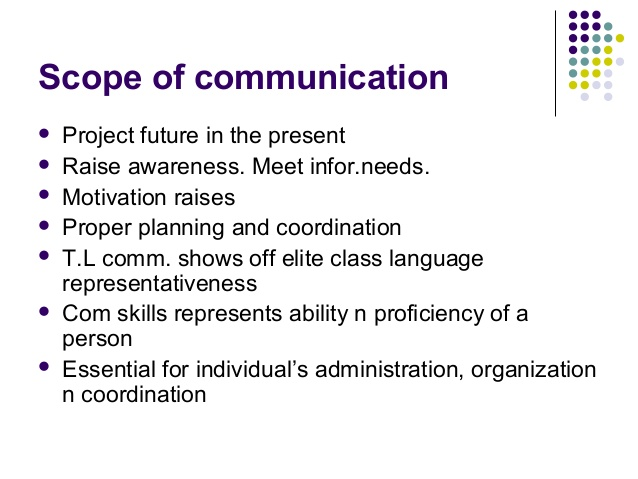 Scope of communication
Project future in the present
Raise awareness. Meet infor.needs.
Motivation raises
Proper planning and coordination
T.L comm. shows off elite class language
representativeness
Com skills represents ability n proficiency of a
person
Essential for individual’s administration, organization
n coordination